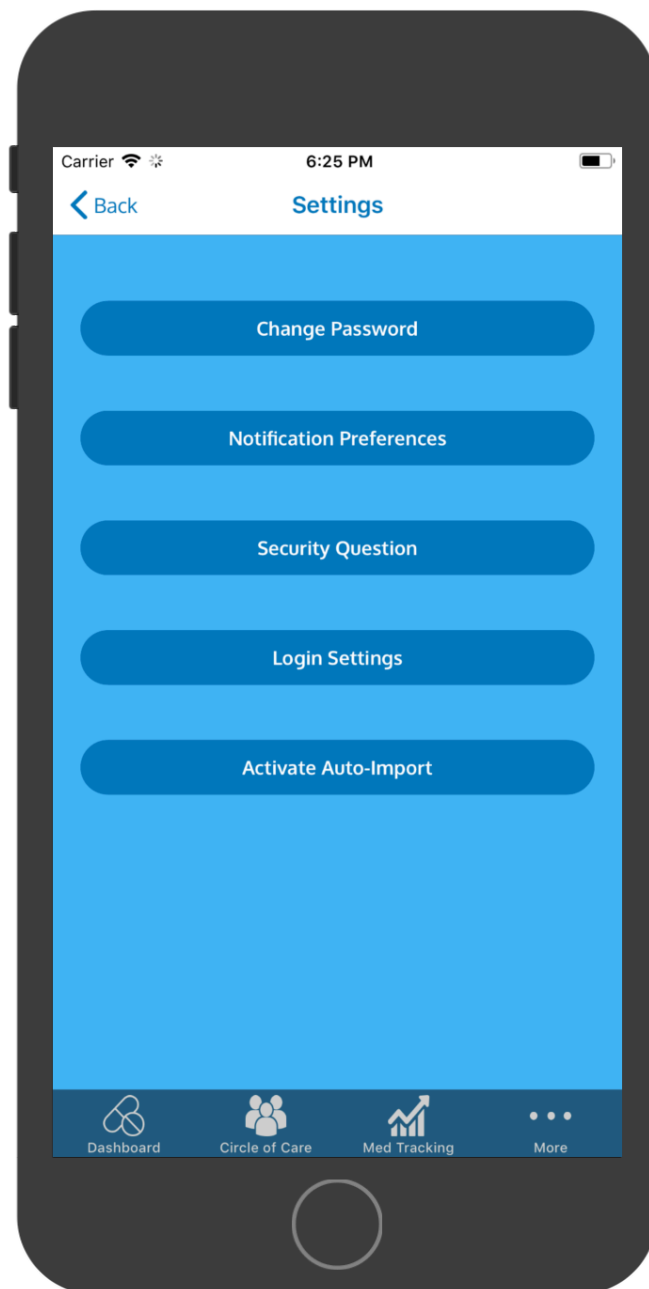 Carrier 6:25 PM
Back Settings
Change Password
Notification Preferences
Security Question
Login Settings
Activate Auto-Import
Dashboard Circle of Care Med Tracking More